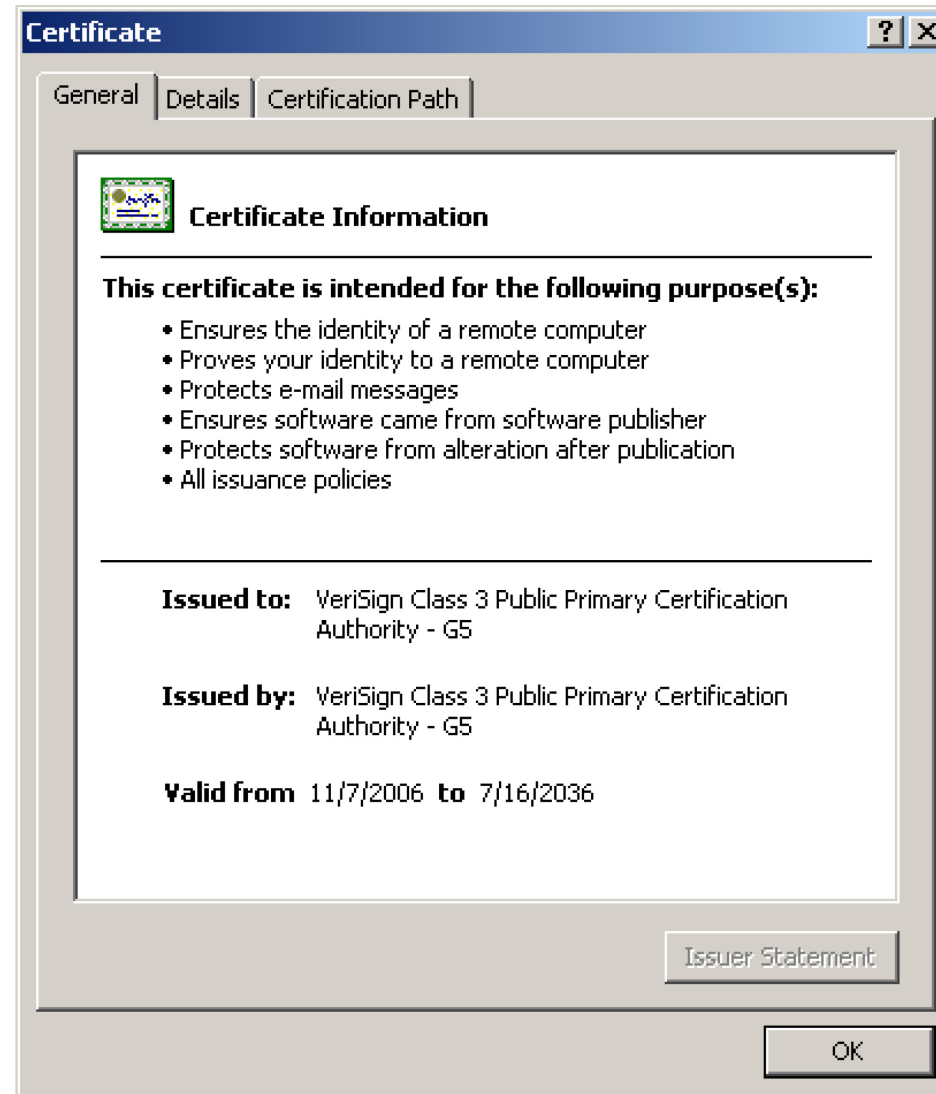 Certificate
General Details Certification Path
Certificate Information
This certificate is intended for the following purpose(s):
• Ensures the identity of a remote computer
• Proves your identity to a remote computer
• Protects e-mail messages
• Ensures software came from software publisher
• Protects software from alteration after publication
• All issuance policies
Issued to: VeriSign Class 3 Public Primary Certification
Authority - G5
Issued by: VeriSign Class 3 Public Primary Certification
Authority - G5
Valid from 11/7/2006 to 7/16/2036
Issuer Statement
OK